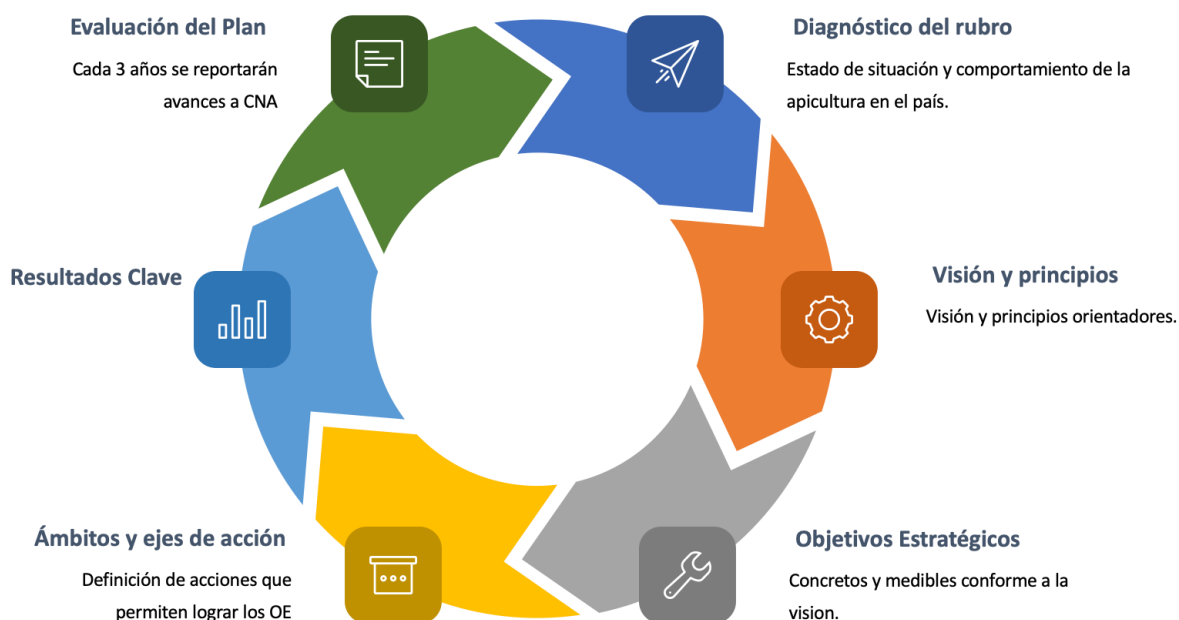 Evaluación del Plan
Cada 3 años se reportarán
avances a CNA
Diagnóstico del rubro
Estado de situación y comportamiento de la
apicultura en el país.
Resultados Clave
Visión y principios
Visión y principios orientadores.
Ámbitos y ejes de acción
Definición de acciones que
permiten lograr los OE
Objetivos Estratégicos
Concretos y medibles conforme a la
vision.